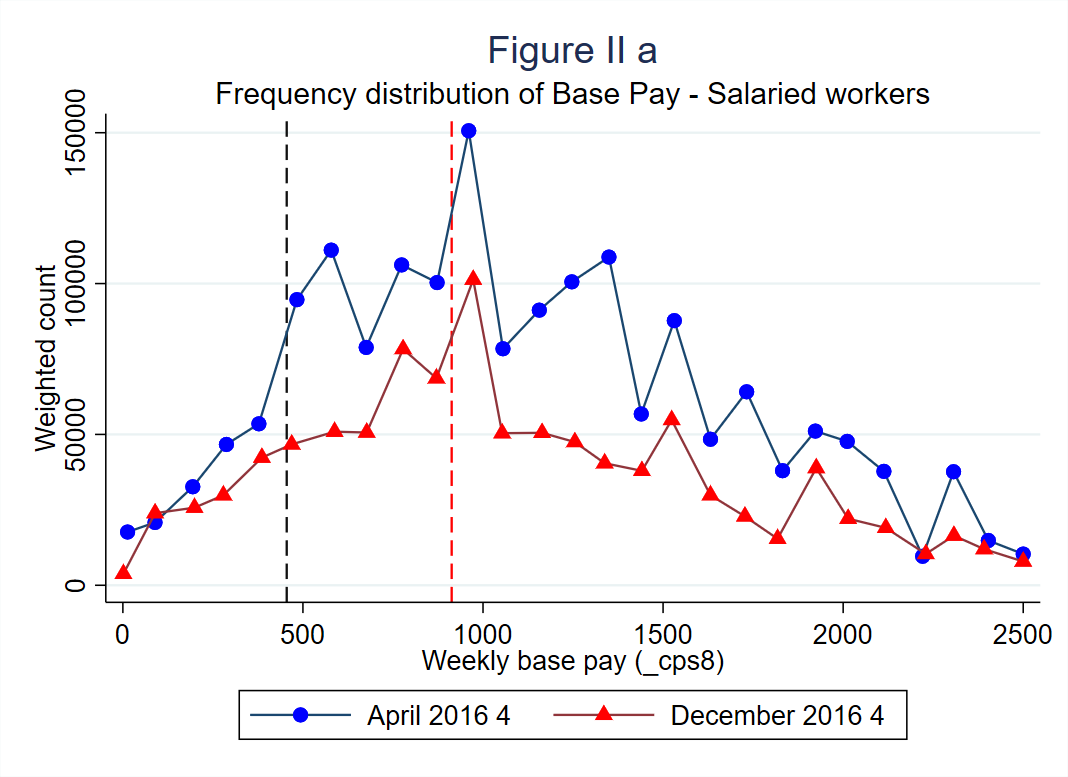 Figure II a
Frequency distribution of Base Pay - Salaried workers
Weighted count
150000
100000
50000
0
0 500 1000 1500 2000 2500
Weekly base pay (_cps8)
April 2016 4 December 2016 4